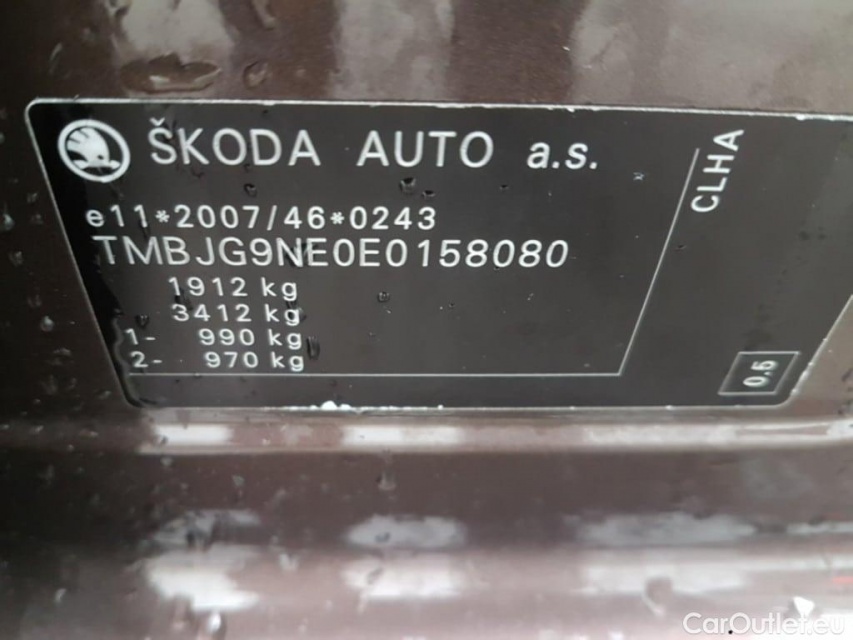 ŠKODA AUTO a.s.
e11*2007/46*0243
TMBJG9NE0E0158080
1912 kg
3412 kg
1- 990 kg
2- 970 kg
CLHA
0.5
CarOutlet.eu